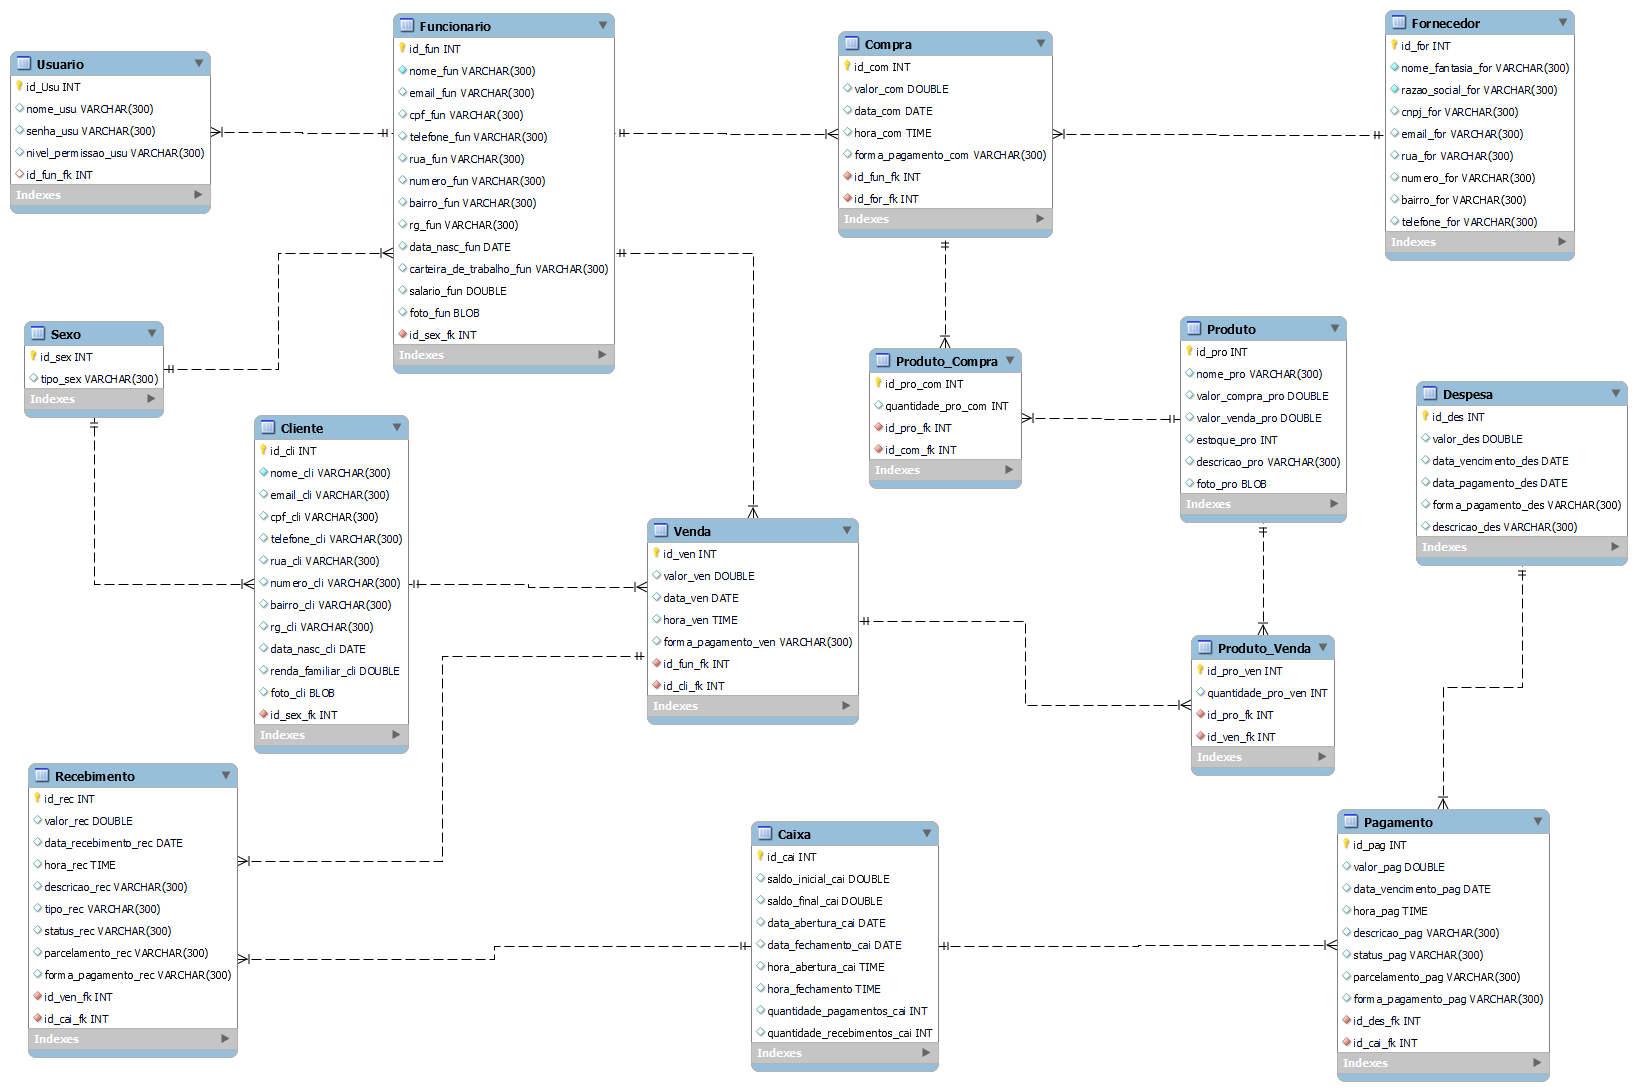 Usuario
id_Usu INT
nome_usu VARCHAR(300)
senha_usu VARCHAR(300)
nivel_permissao_usu VARCHAR(300)
id_fun_fk INT
Indexes
Funcionario
id_fun INT
nome_fun VARCHAR(300)
email_fun VARCHAR(300)
cpf_fun VARCHAR(300)
telefone_fun VARCHAR(300)
rua_fun VARCHAR(300)
numero_fun VARCHAR(300)
bairro_fun VARCHAR(300)
rg_fun VARCHAR(300)
data_nasc_fun DATE
carteira_de_trabalho_fun VARCHAR(300)
salario_fun DOUBLE
foto_fun BLOB
id_sex_fk INT
Indexes
Compra
id_com INT
valor_com DOUBLE
data_com DATE
hora_com TIME
forma_pagamento_com VARCHAR(300)
id_fun_fk INT
id_for_fk INT
Indexes
Fornecedor
id_for INT
nome_fantasia_for VARCHAR(300)
razao_social_for VARCHAR(300)
cnpj_for VARCHAR(300)
email_for VARCHAR(300)
rua_for VARCHAR(300)
numero_for VARCHAR(300)
bairro_for VARCHAR(300)
telefone_for VARCHAR(300)
Indexes
Sexo
id_sex INT
tipo_sex VARCHAR(300)
Indexes
Cliente
id_cli INT
nome_cli VARCHAR(300)
email_cli VARCHAR(300)
cpf_cli VARCHAR(300)
telefone_cli VARCHAR(300)
rua_cli VARCHAR(300)
numero_cli VARCHAR(300)
bairro_cli VARCHAR(300)
rg_cli VARCHAR(300)
data_nasc_cli DATE
renda_familiar_cli DOUBLE
foto_cli BLOB
id_sex_fk INT
Indexes
Produto_Compra
id_pro_com INT
quantidade_pro_com INT
id_pro_fk INT
id_com_fk INT
Indexes
Produto
id_pro INT
nome_pro VARCHAR(300)
valor_compra_pro DOUBLE
valor_venda_pro DOUBLE
estoque_pro INT
descricao_pro VARCHAR(300)
foto_pro BLOB
Indexes
Despesa
id_des INT
valor_des DOUBLE
data_vencimento_des DATE
data_pagamento_des DATE
forma_pagamento_des VARCHAR(300)
descricao_des VARCHAR(300)
Indexes
Venda
id_ven INT
valor_ven DOUBLE
data_ven DATE
hora_ven TIME
forma_pagamento_ven VARCHAR(300)
id_fun_fk INT
id_cli_fk INT
Indexes
Produto_Venda
id_pro_ven INT
quantidade_pro_ven INT
id_pro_fk INT
id_ven_fk INT
Indexes
Recebimento
id_rec INT
valor_rec DOUBLE
data_recebimento_rec DATE
hora_rec TIME
descricao_rec VARCHAR(300)
tipo_rec VARCHAR(300)
status_rec VARCHAR(300)
parcelamento_rec VARCHAR(300)
forma_pagamento_rec VARCHAR(300)
id_ven_fk INT
id_cai_fk INT
Indexes
Caixa
id_cai INT
saldo_inicial_cai DOUBLE
saldo_final_cai DOUBLE
data_abertura_cai DATE
data_fechamento_cai DATE
hora_abertura_cai TIME
hora_fechamento TIME
quantidade_pagamentos_cai INT
quantidade_recebimentos_cai INT
Indexes
Pagamento
id_pag INT
valor_pag DOUBLE
data_vencimento_pag DATE
hora_pag TIME
descricao_pag VARCHAR(300)
status_pag VARCHAR(300)
parcelamento_pag VARCHAR(300)
forma_pagamento_pag VARCHAR(300)
id_des_fk INT
id_cai_fk INT
Indexes